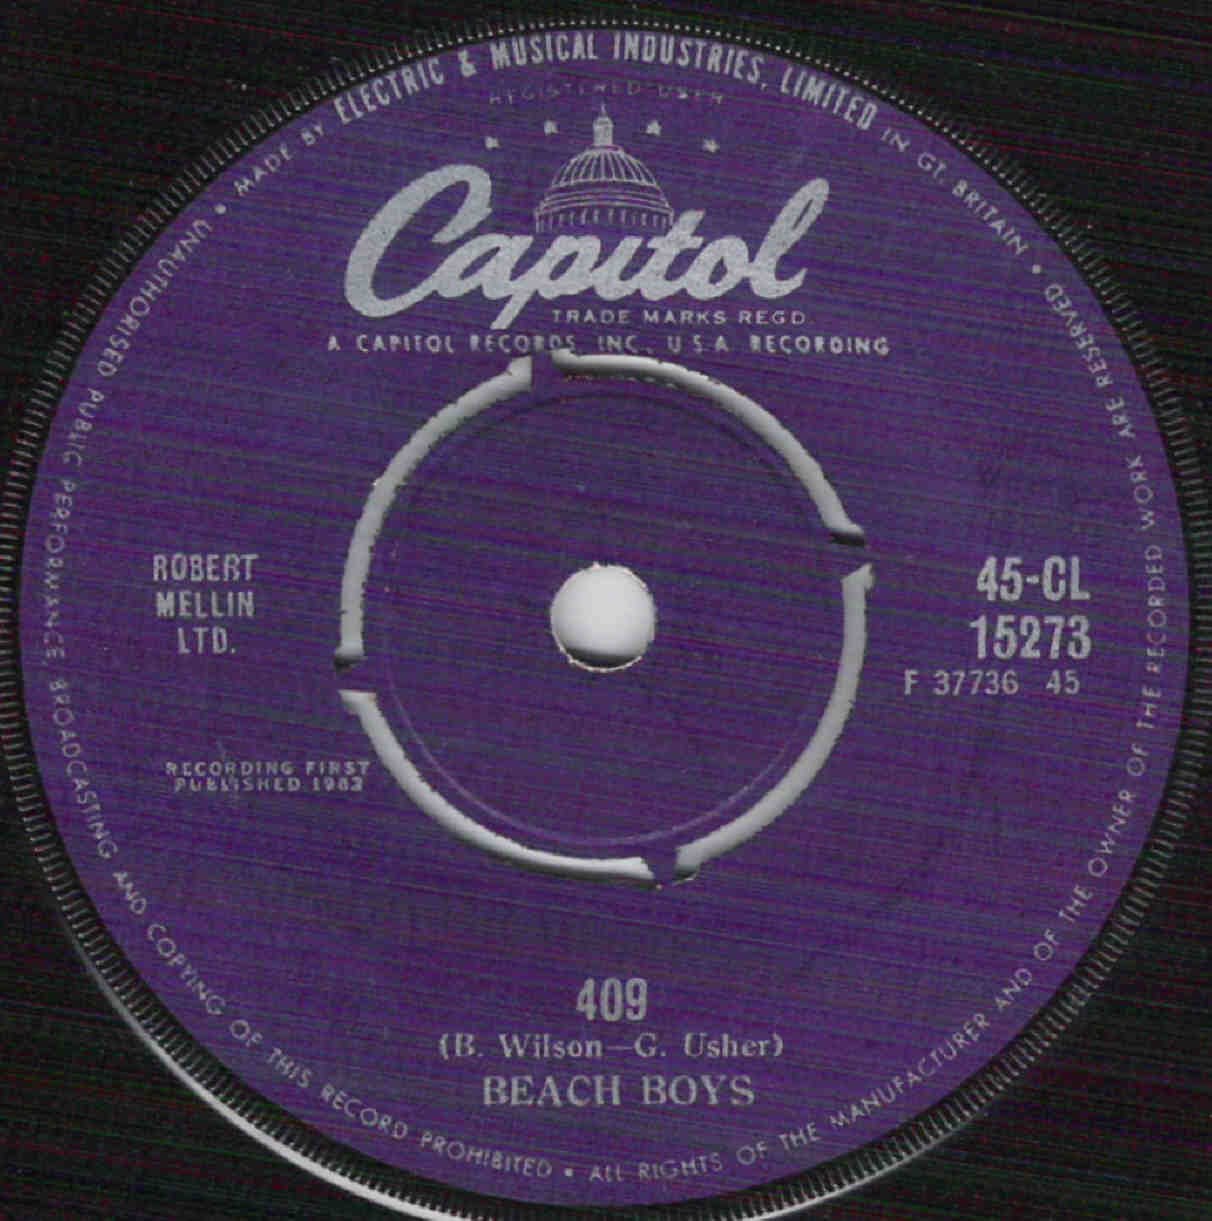 MADE BY ELECTRIC & MUSICAL INDUSTRIES, LIMITED IN GT. BRITAIN •
REGISTERED USER
Capitol
TRADE MARKS REGD
A CAPITOL RECORDS, INC., U.S.A. RECORDING
ROBERT
MELLIN
LTD.
45-CL
15273
F 37736 45
RECORDING FIRST
PUBLISHED 1962
409
(B. Wilson—G. Usher)
BEACH BOYS
ALL RIGHTS OF THE MANUFACTURER AND OF THE OWNER OF THE RECORDED WORK ARE RESERVED •
UNAUTHORISED PUBLIC PERFORMANCE, BROADCASTING AND COPYING OF THIS RECORD PROHIBITED •